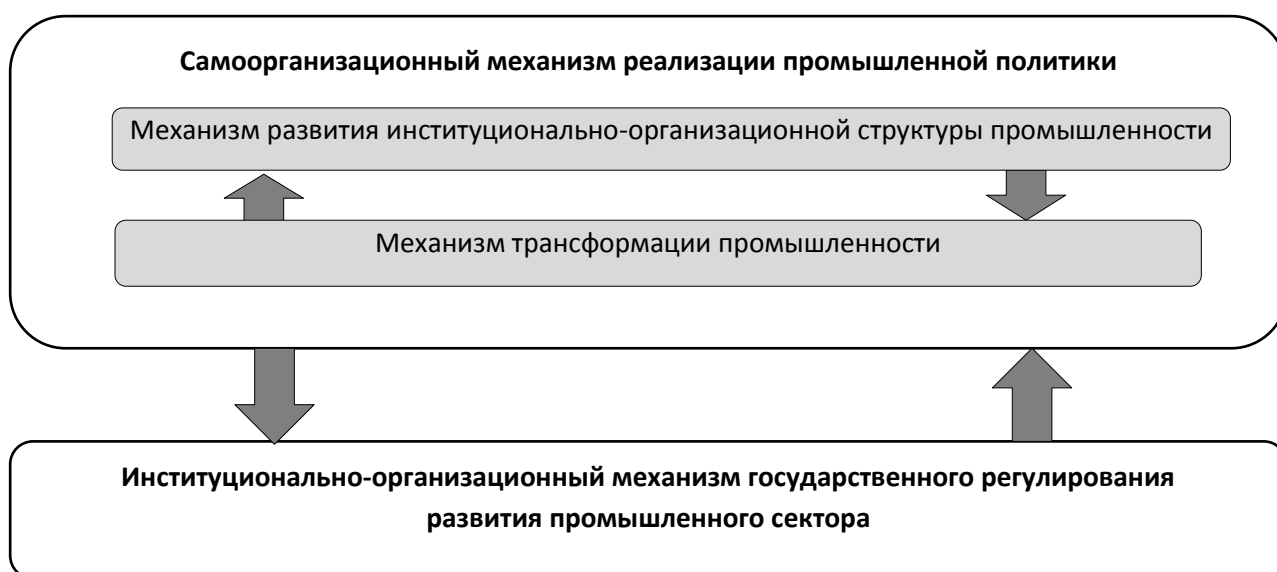 Самоорганизационный механизм реализации промышленной политики
Механизм развития институционально-организационной структуры промышленности
Механизм трансформации промышленности
Институционально-организационный механизм государственного регулирования
развития промышленного сектора